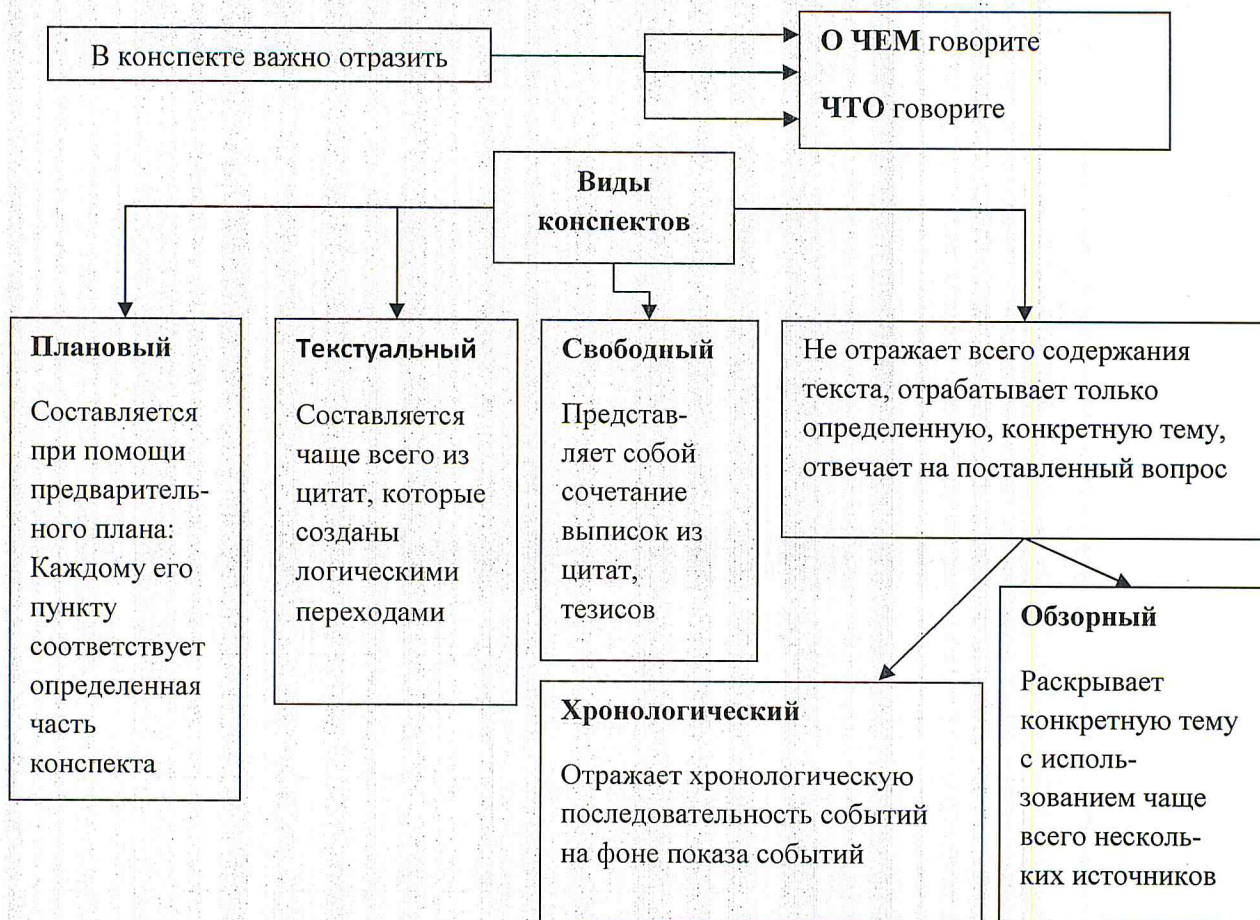 В конспекте важно отразить
О ЧЕМ говорите
ЧТО говорите
Виды
конспектов
Плановый
Составляется
при помощи
предваритель-
ного плана:
Каждому его
пункту
соответствует
определенная
часть
конспекта
Текстуальный
Составляется
чаще всего из
цитат, которые
созданы
логическими
переходами
Свободный
Представ-
ляет собой
сочетание
выписок из
цитат,
тезисов
Не отражает всего содержания
текста, отрабатывает только
определенную, конкретную тему,
отвечает на поставленный вопрос
Хронологический
Отражает хронологическую
последовательность событий
на фоне показа событий
Обзорный
Раскрывает
конкретную тему
с исполь-
зованием чаще
всего несколь-
ких источников